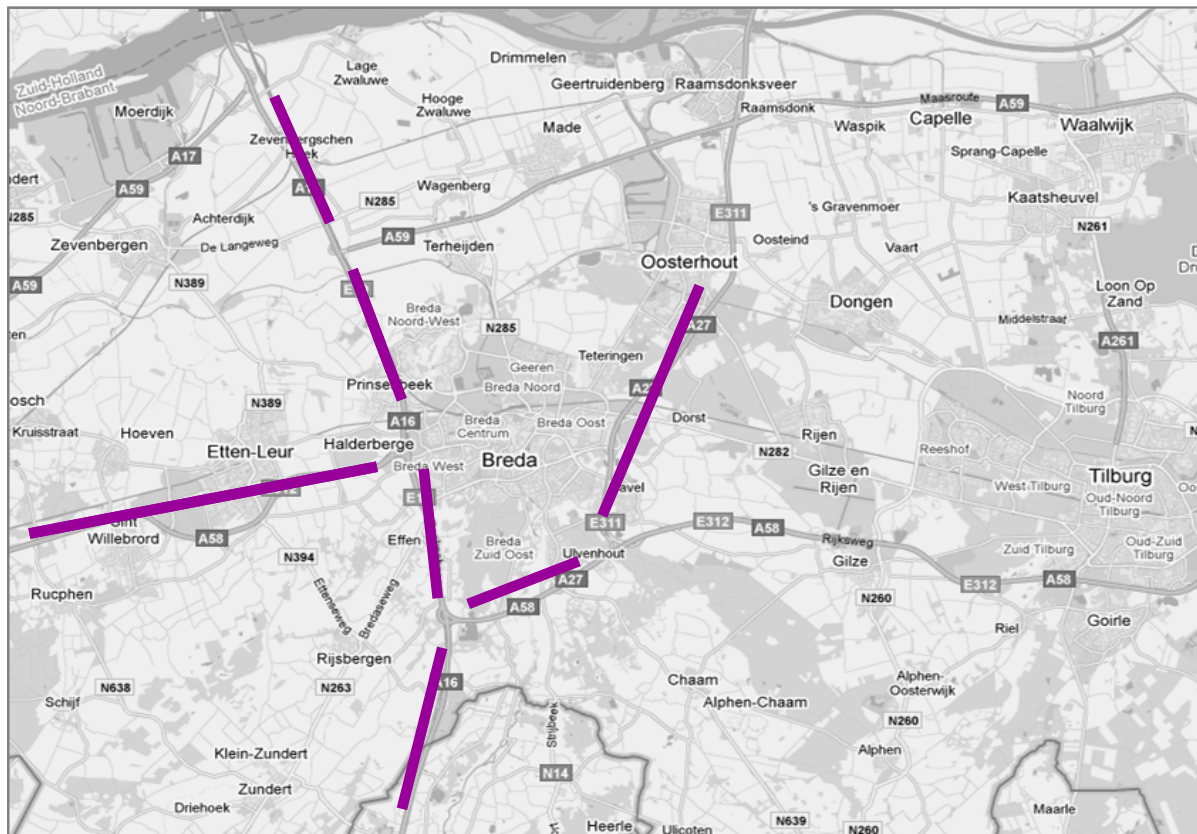 Drimmelen
Lage
Zwaluwe
Geertruidenberg
Raamsdonksveer
Zuid-Holland
Noord-Brabant
Moerdijk
Hooge
Zwaluwe
Made
Raamsdonk
Maasroute
A59
Waspik
Capelle
Waalwijk
Zevenbergschen
Hoek
A17
A59
Sprang-Capelle
Wagenberg
N285
N285
Kaatsheuvel
's Gravenmoer
E311
Achterdijk
Zevenbergen
De Langeweg
A59
Terheijden
Oosteind
Vaart
N261
Oosterhout
N389
A59
Loon Op
Zand
Dongen
Breda
Noord-West
N285
A27
Middelstraat
A261
Teteringen
Geeren
Breda Noord
Noord
Tilburg
N389
A16
Breda
Centrum
Breda Oost
Dorst
Kruisstraat
Hoeven
Halderberge
Rijen
Etten-Leur
Breda
N282
Reeshof
Breda West
Gilze en
Rijen
Tilburg
West Tilburg
Oud-Noord
Tilburg
E311
E312
A58
Willebrord
A58
Effen
Breda
Zuid Oost
Ulvenhout
Rijksweg
Zuid Tilburg
Oud-Zuid
Tilburg
N394
Gilze
A27
E312
A58
Rucphen
Effenseweg
Bredaseweg
A58
N260
Goirle
Riel
Rijsbergen
Chaam
Alphen-
Oosterwijk
N638
N263
Schijf
Alphen-Chaam
Strijbeek
N260
Klein-Zundert
Alphen
N14
Zundert
Driehoek
Maarle
Heerle
Ulicoten
N639
N260